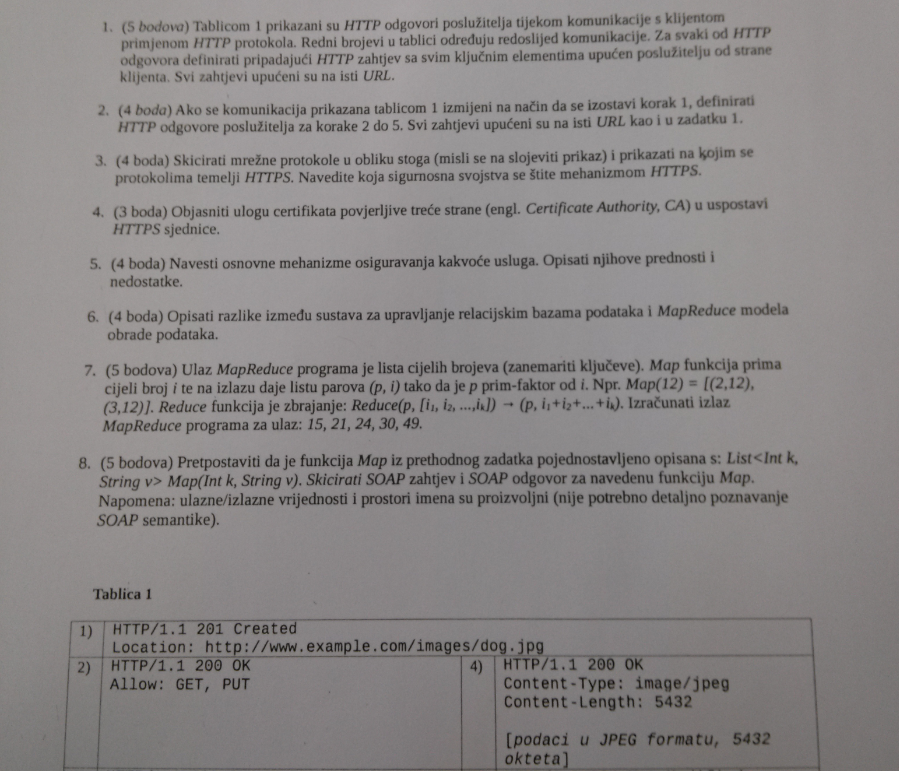 1. (5 bodova) Tablicom 1 prikazani su HTTP odgovori poslužitelja tijekom komunikacije s klijentom
primjenom HTTP protokola. Redni brojevi u tablici određuju redoslijed komunikacije. Za svaki od HTTP
odgovora definirati pripadajući HTTP zahtjev sa svim ključnim elementima upućen poslužitelju od strane
klijenta. Svi zahtjevi upućeni su na isti URL.
2. (4 boda) Ako se komunikacija prikazana tablicom 1 izmijeni na način da se izostavi korak 1, definirati
HTTP odgovore poslužitelja za korake 2 do 5. Svi zahtjevi upućeni su na isti URL kao i u zadatku 1.
3. (4 boda) Skicirati mrežne protokole u obliku stoga (misli se na slojeviti prikaz) i prikazati na kojim se
protokolima temelji HTTPS. Navedite koja sigurnosna svojstva se štite mehanizmom HTTPS.
4. (3 boda) Objasniti ulogu certifikata povjerljive treće strane (engl. Certificate Authority, CA) u uspostavi
HTTPS sjednice.
5. (4 boda) Navesti osnovne mehanizme osiguravanja kakvoće usluga. Opisati njihove prednosti i
nedostatke.
6. (4 boda) Opisati razlike između sustava za upravljanje relacijskim bazama podataka i MapReduce modela
obrade podataka.
7. (5 bodova) Ulaz MapReduce programa je lista cijelih brojeva (zanemariti ključeve). Map funkcija prima
cijeli broj i te na izlazu daje listu parova (p, i) tako da je p prim-faktor od i. Npr. Map(12) = [(2,12),
(3,12)]. Reduce funkcija je zbrajanje: Reduce(p, [i₁, i₂, ...,iₖ]) → (p, i₁+i₂+...+iₖ). Izračunati izlaz
MapReduce programa za ulaz: 15, 21, 24, 30, 49.
8. (5 bodova) Pretpostaviti da je funkcija Map iz prethodnog zadatka pojednostavljeno opisana s: List<Int k,
String v> Map(Int k, String v). Skicirati SOAP zahtjev i SOAP odgovor za navedenu funkciju Map.
Napomena: ulazne/izlazne vrijednosti i prostori imena su proizvoljni (nije potrebno detaljno poznavanje
SOAP semantike).
Tablica 1
1) HTTP/1.1 201 Created
Location: http://www.example.com/images/dog.jpg
2) HTTP/1.1 200 OK
Allow: GET, PUT
4) HTTP/1.1 200 OK
Content-Type: image/jpeg
Content-Length: 5432
[podaci u JPEG formatu, 5432
okteta]